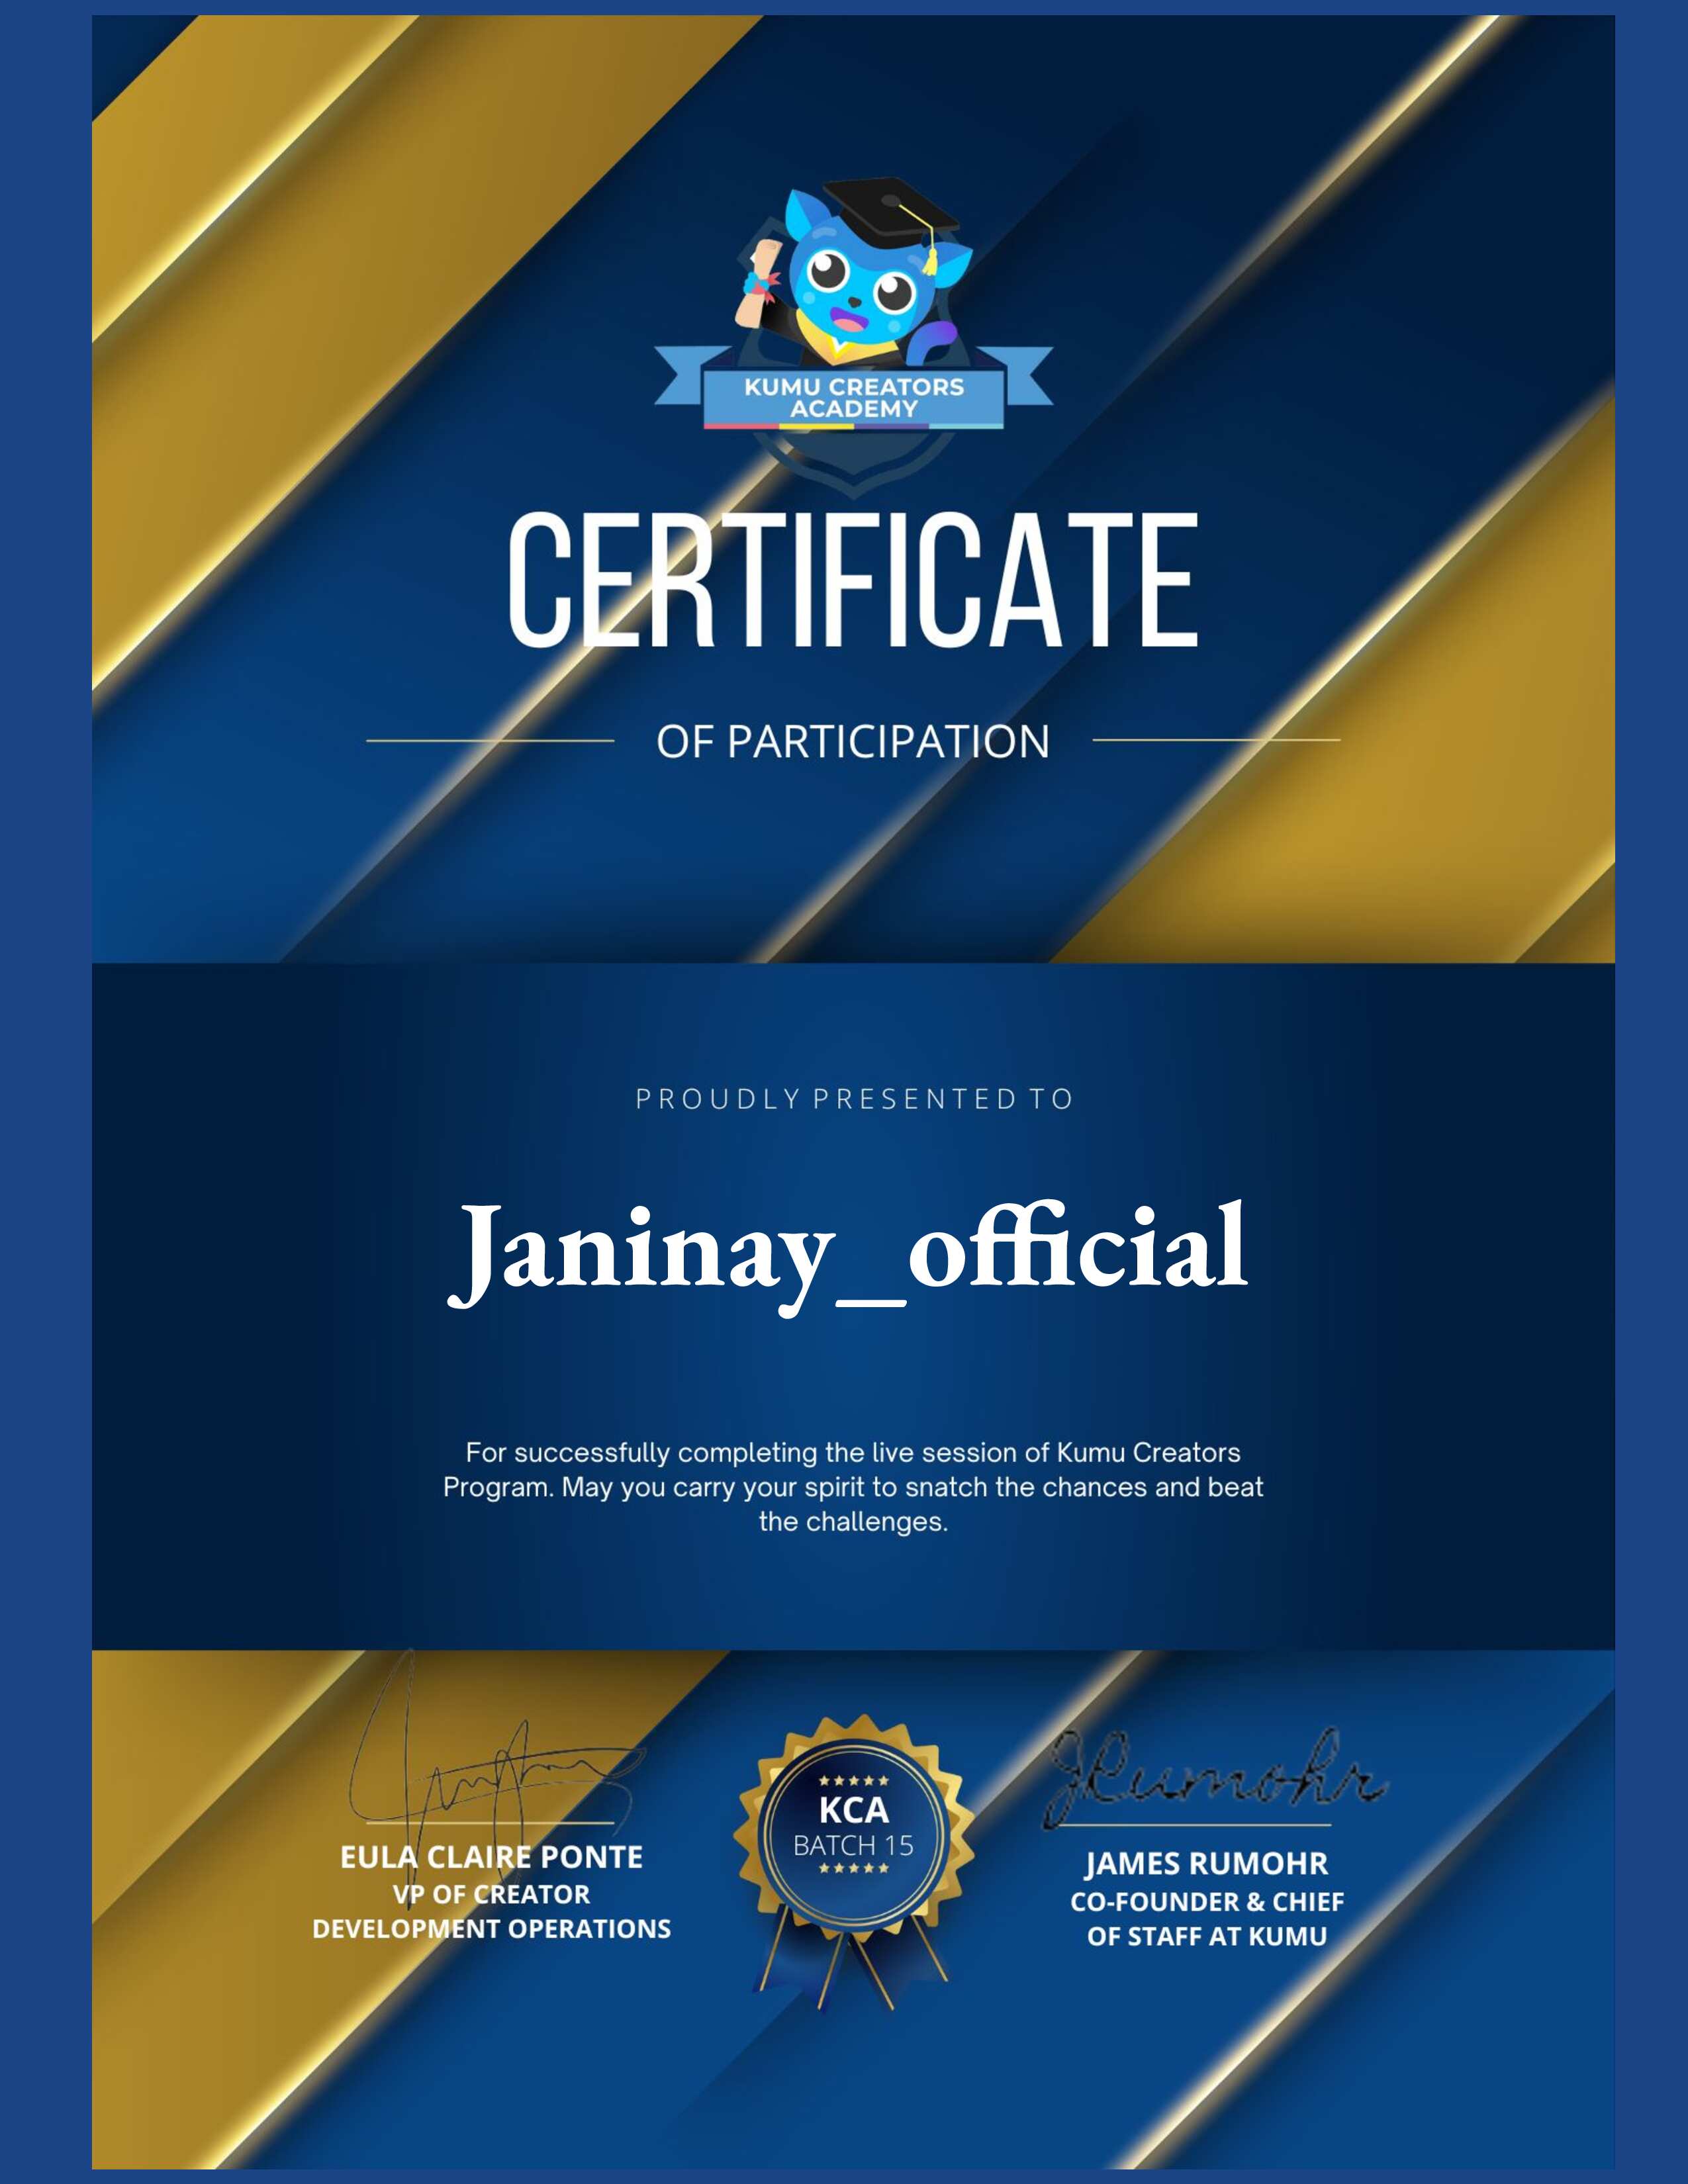 KUMU CREATORS
ACADEMY
CERTIFICATE
OF PARTICIPATION
PROUDLY PRESENTED TO
Janinay_official
For successfully completing the live session of Kumu Creators
Program. May you carry your spirit to snatch the chances and beat
the challenges.
JRumohr
EULA CLAIRE PONTE
VP OF CREATOR
DEVELOPMENT OPERATIONS
KCA
BATCH 15
JAMES RUMOHR
CO-FOUNDER & CHIEF
OF STAFF AT KUMU